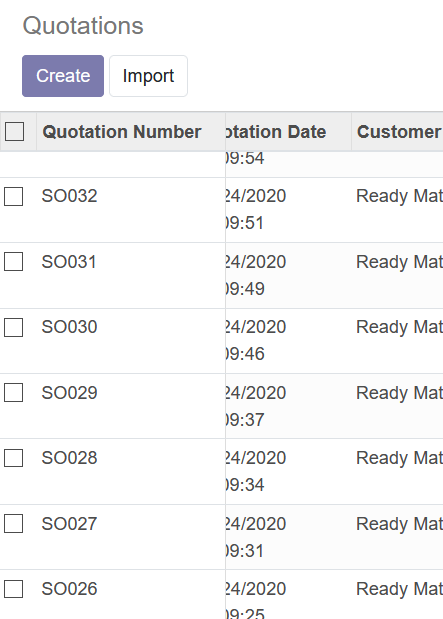 Quotations
Create Import
Quotation Number otation Date Customer
09:54
SO032 24/2020 Ready Mat
09:51
SO031 24/2020 Ready Mat
09:49
SO030 24/2020 Ready Mat
09:46
SO029 24/2020 Ready Mat
09:37
SO028 24/2020 Ready Mat
09:34
SO027 24/2020 Ready Mat
09:31
SO026 24/2020 Ready Mat
09:25